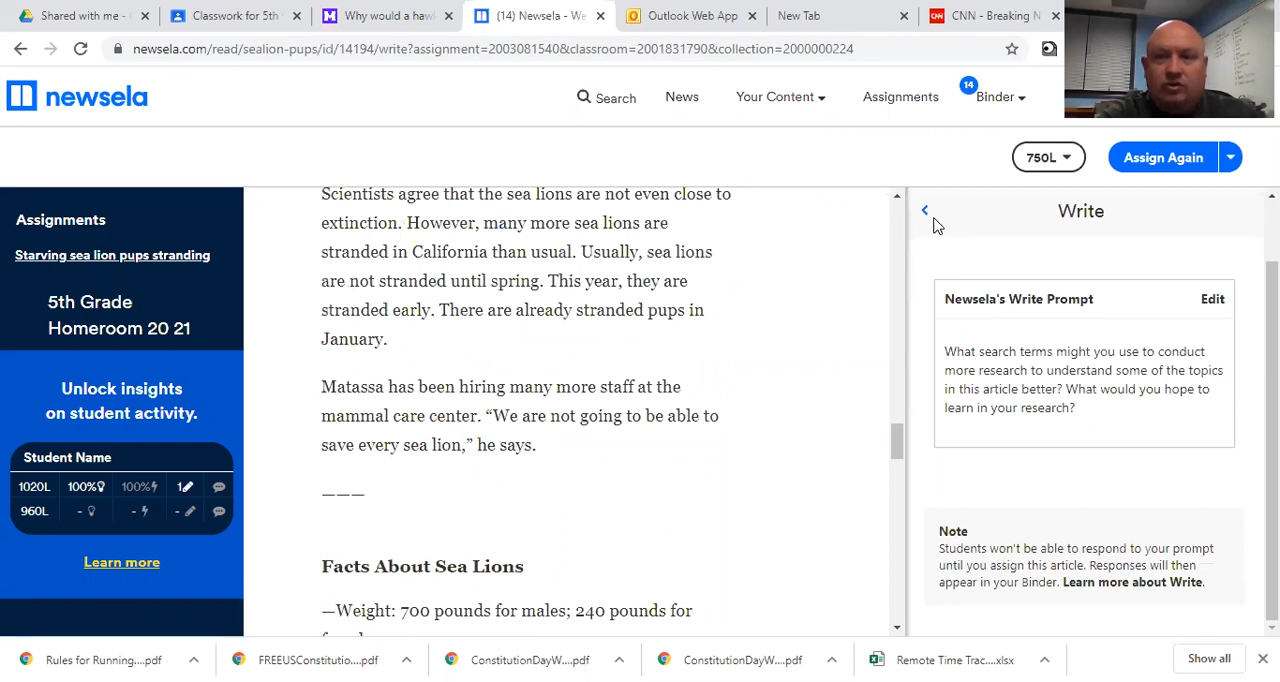 Shared with me - G
Classwork for 5th
Why would a hawk
(14) Newsela - We
Outlook Web App
New Tab
CNN - Breaking N
newsela.com/read/sealion-pups/id/14194/write?assignment=2003081540&classroom=2001831790&collection=2000000224
newsela
Search
News
Your Content
Assignments
14
Binder
750L
Assign Again
Assignments
Starving sea lion pups stranding
5th Grade
Homeroom 20 21
Unlock insights
on student activity.
Student Name
1020L 100% 100% 1
960L - - -
Learn more
Scientists agree that the sea lions are not even close to
extinction. However, many more sea lions are
stranded in California than usual. Usually, sea lions
are not stranded until spring. This year, they are
stranded early. There are already stranded pups in
January.
Matassa has been hiring many more staff at the
mammal care center. “We are not going to be able to
save every sea lion,” he says.
———
Facts About Sea Lions
—Weight: 700 pounds for males; 240 pounds for
Write
Newsela's Write Prompt
Edit
What search terms might you use to conduct
more research to understand some of the topics
in this article better? What would you hope to
learn in your research?
Note
Students won't be able to respond to your prompt
until you assign this article. Responses will then
appear in your Binder. Learn more about Write.
Rules for Running....pdf
FREEUSConstitutio....pdf
ConstitutionDayW....pdf
ConstitutionDayW....pdf
Remote Time Trac....xlsx
Show all